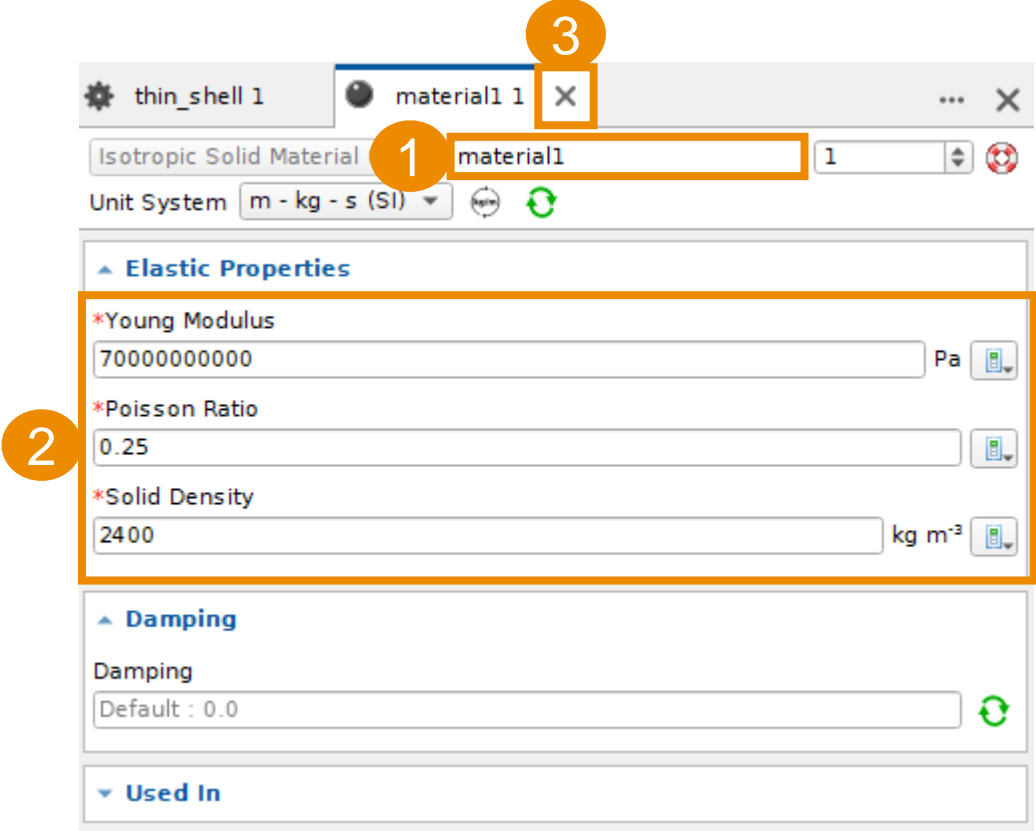 3
thin_shell 1
material1 1
...
Isotropic Solid Material
1
material1
1
Unit System
m - kg - s (SI)
kg/m
Elastic Properties
*Young Modulus
70000000000
Pa
*Poisson Ratio
2
0.25
*Solid Density
2400
kg m⁻³
Damping
Damping
Default : 0.0
Used In